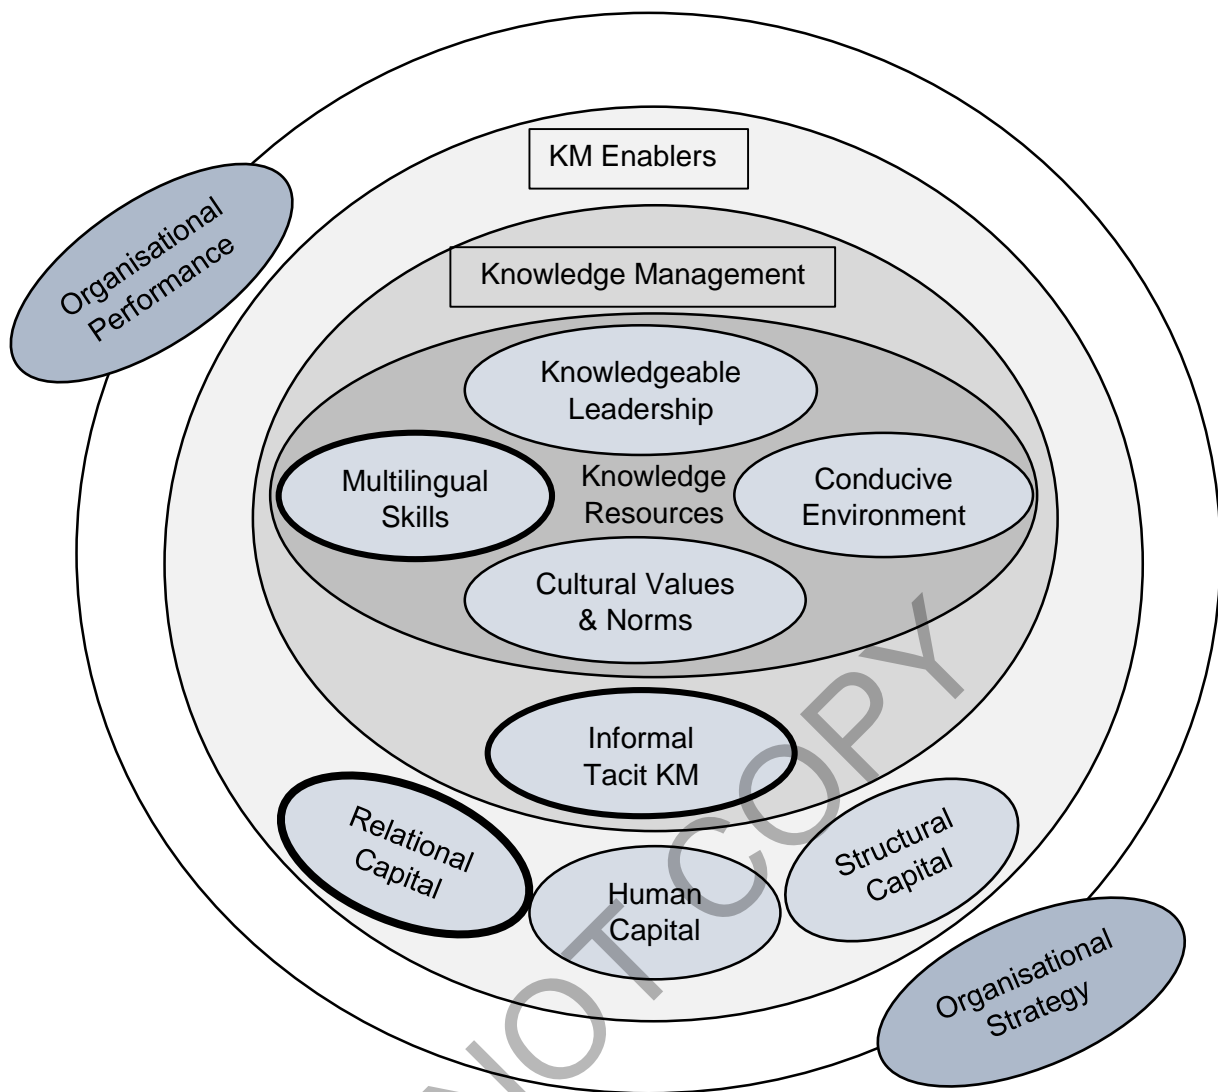 KM Enablers
Organisational
Performance
Knowledge Management
Knowledgeable
Leadership
Multilingual
Skills
Knowledge
Resources
Conducive
Environment
Cultural Values
& Norms
Informal
Tacit KM
Relational
Capital
Human
Capital
Structural
Capital
Organisational
Strategy
NOT COPY